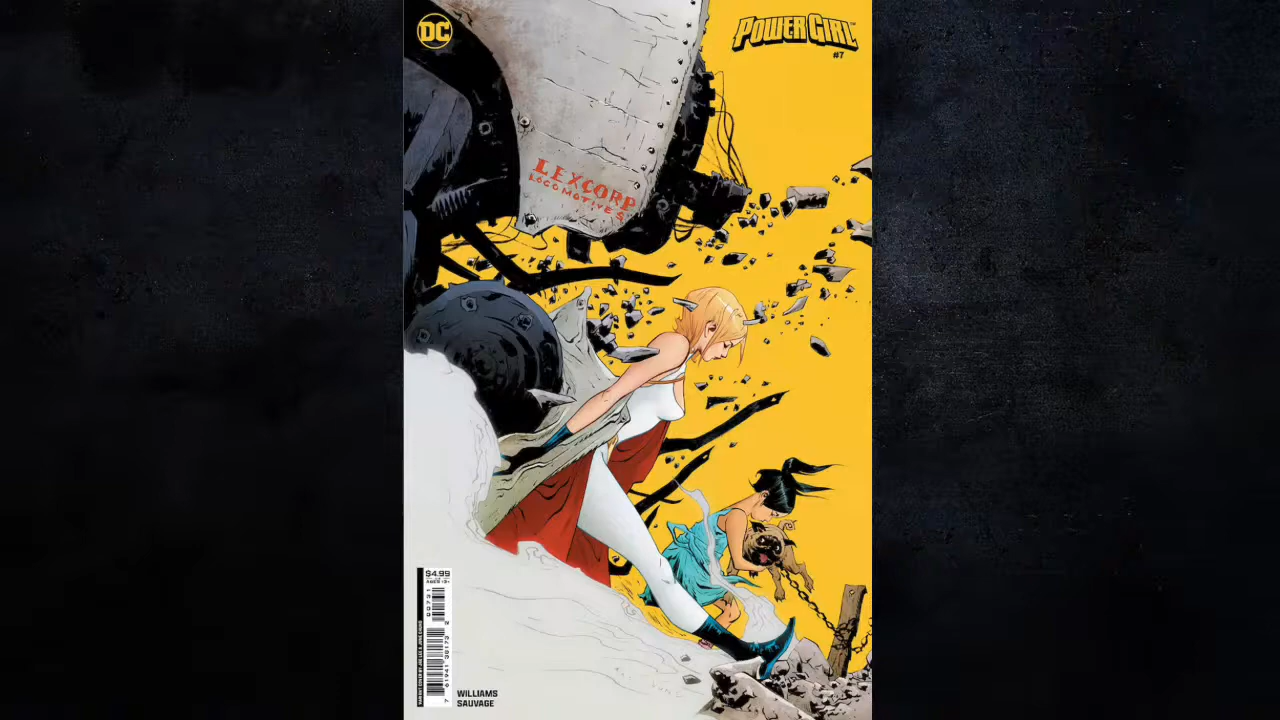 DC
POWER GIRL
#7
LEXCORP
LOCOMOTIVES
$4.99
WILLIAMS
SAUVAGE